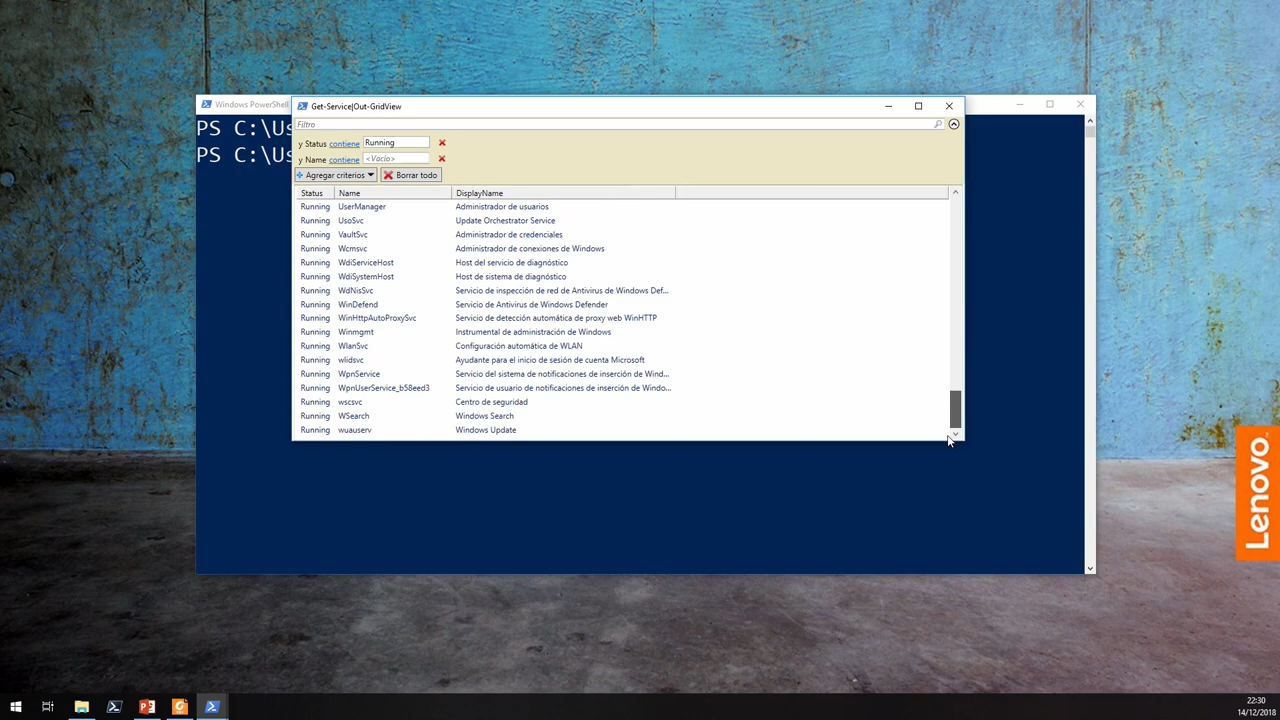 Windows PowerShell
Get-Service|Out-GridView
PS C:\Us
PS C:\Us
Filtro
y Status contiene Running
y Name contiene <Vacío>
Agregar criterios Borrar todo
Status Name DisplayName
Running UserManager Administrador de usuarios
Running UsoSvc Update Orchestrator Service
Running VaultSvc Administrador de credenciales
Running Wcmsvc Administrador de conexiones de Windows
Running WdiServiceHost Host del servicio de diagnóstico
Running WdiSystemHost Host de sistema de diagnóstico
Running WdNisSvc Servicio de inspección de red de Antivirus de Windows Def...
Running WinDefend Servicio de Antivirus de Windows Defender
Running WinHttpAutoProxySvc Servicio de detección automática de proxy web WinHTTP
Running Winmgmt Instrumental de administración de Windows
Running WlanSvc Configuración automática de WLAN
Running wlidsvc Ayudante para el inicio de sesión de cuenta Microsoft
Running WpnService Servicio del sistema de notificaciones de inserción de Wind...
Running WpnUserService_b58eed3 Servicio de usuario de notificaciones de inserción de Windo...
Running wscsvc Centro de seguridad
Running WSearch Windows Search
Running wuauserv Windows Update
Lenovo
22:30
14/12/2018